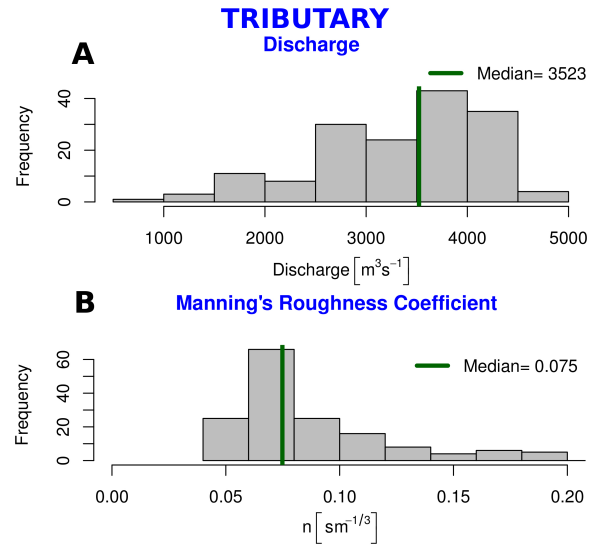 TRIBUTARY
Discharge
A
Median= 3523
Frequency
40
20
0
1000 2000 3000 4000 5000
Discharge [m³s⁻¹]
B
Manning's Roughness Coefficient
Median= 0.075
Frequency
60
40
20
0
0.00 0.05 0.10 0.15 0.20
n [sm⁻¹/³]